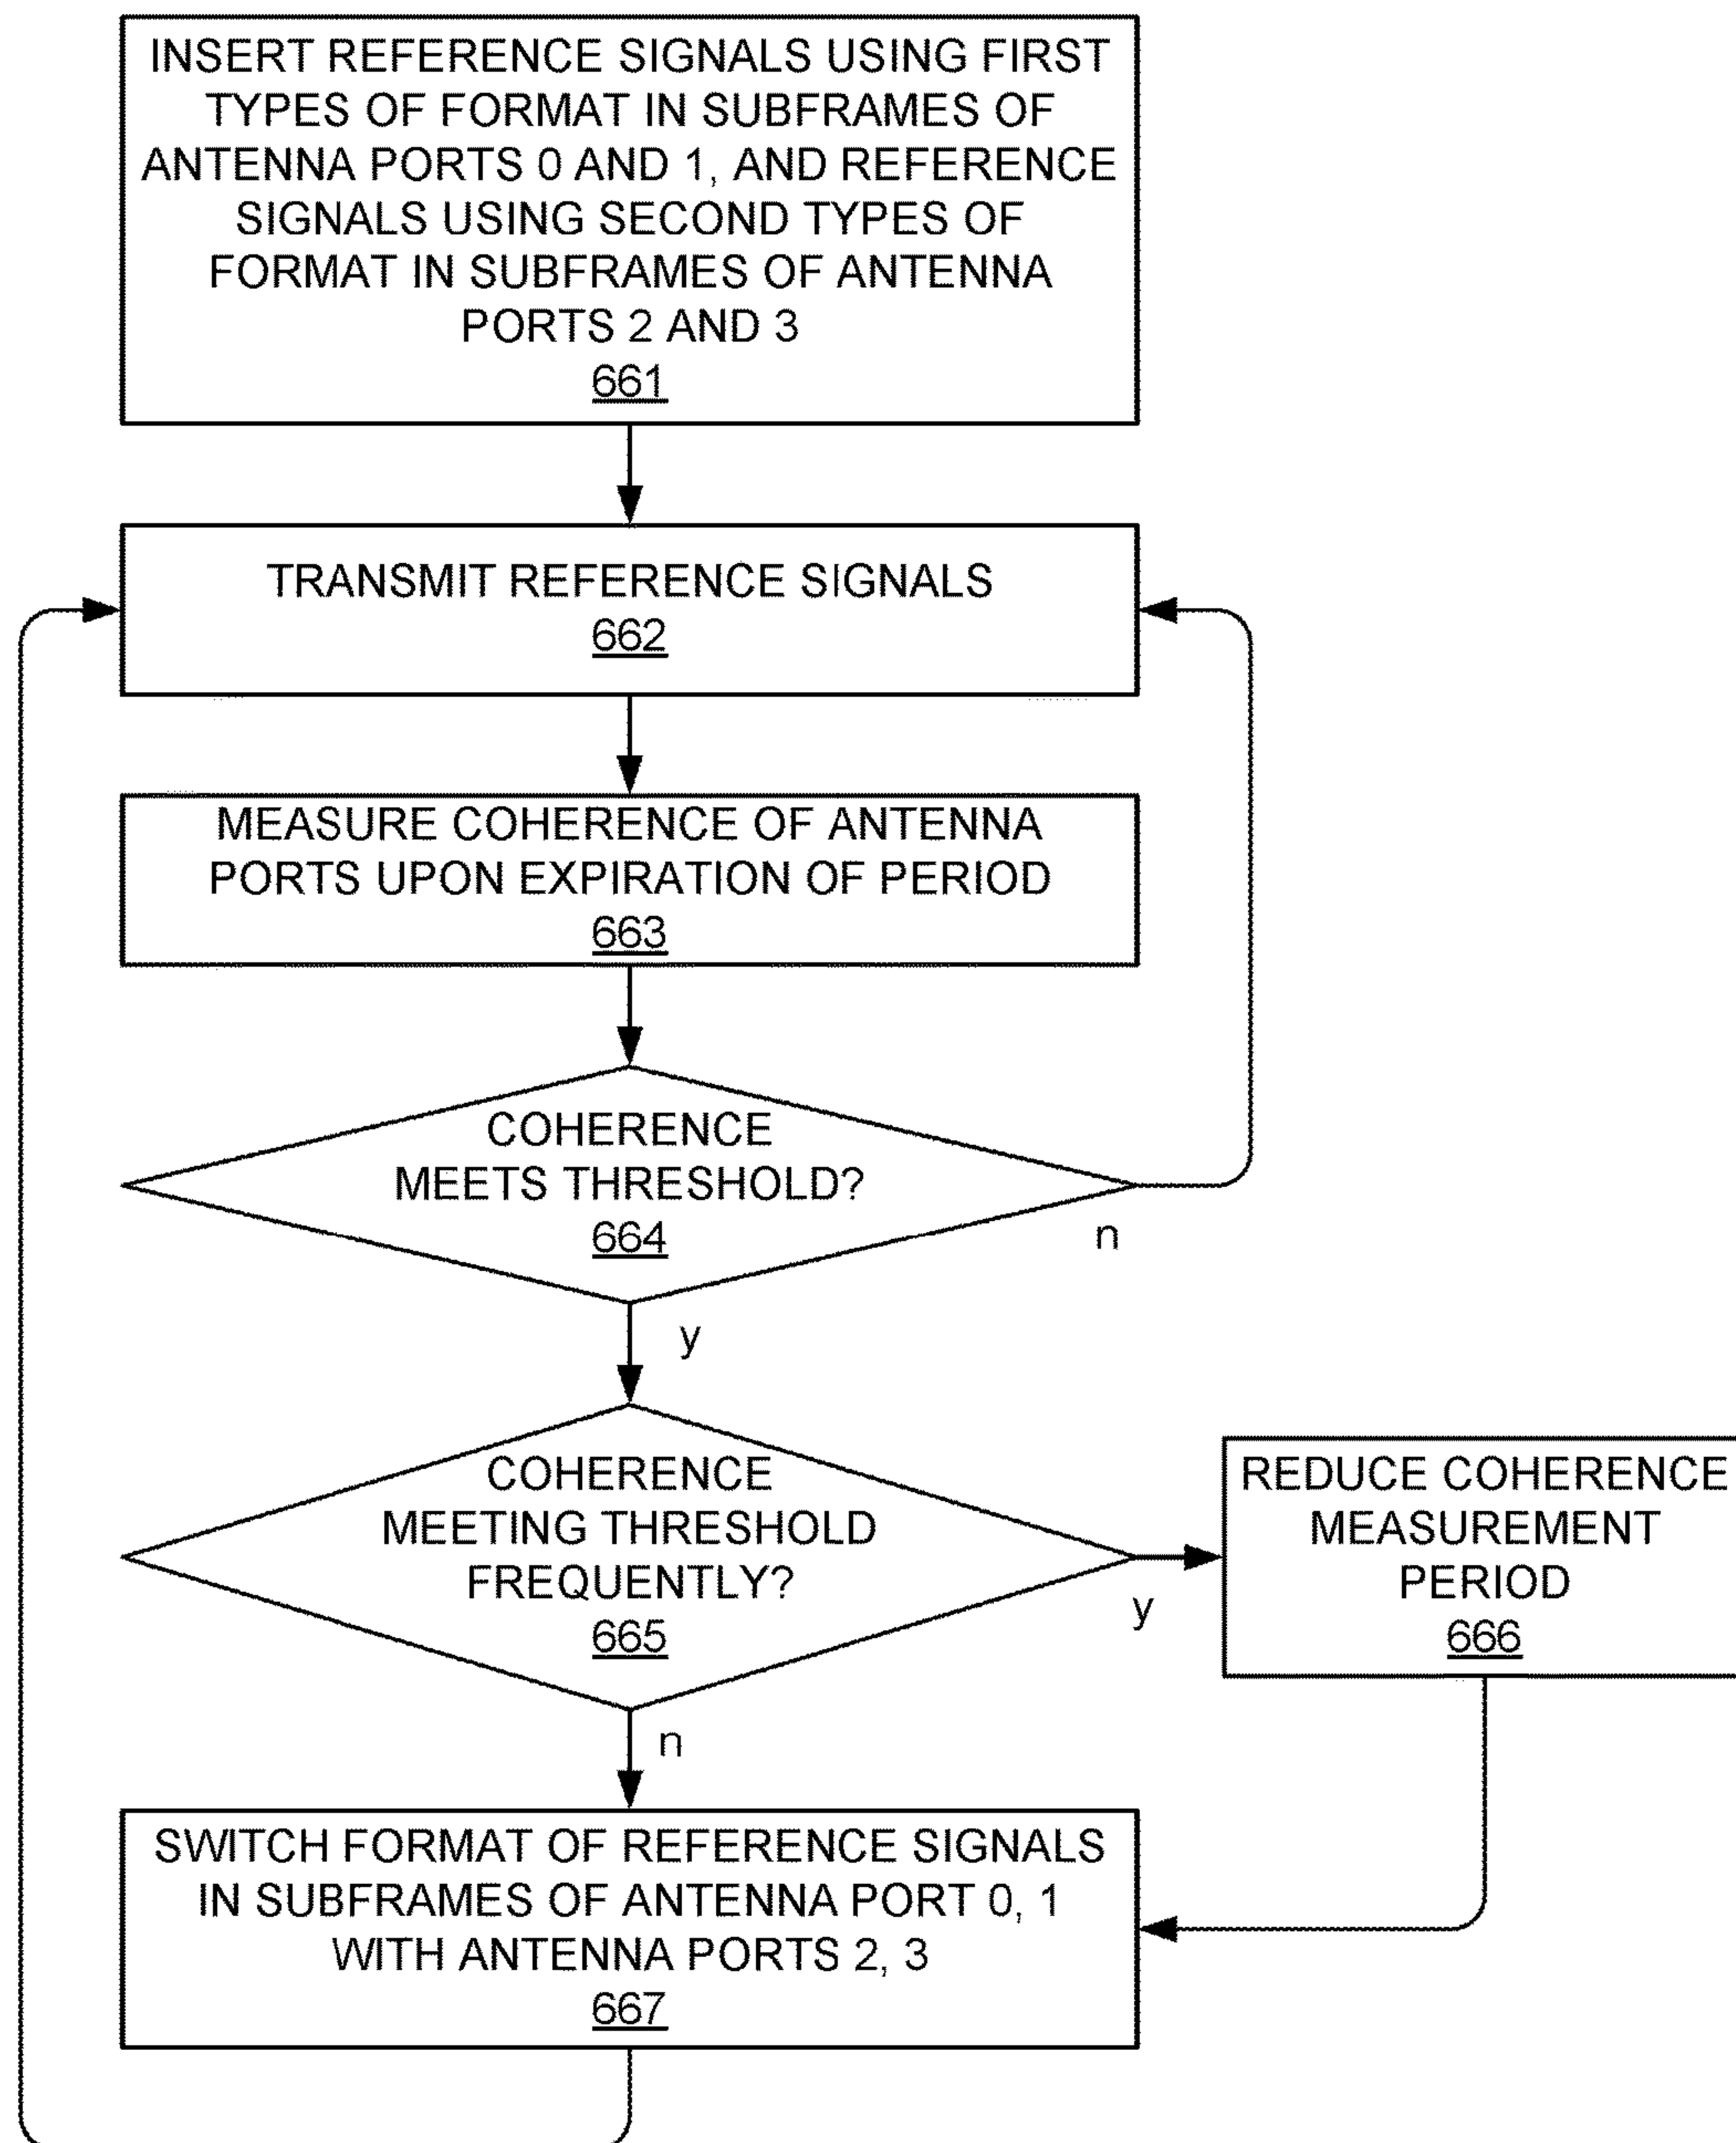 INSERT REFERENCE SIGNALS USING FIRST
TYPES OF FORMAT IN SUBFRAMES OF
ANTENNA PORTS 0 AND 1, AND REFERENCE
SIGNALS USING SECOND TYPES OF
FORMAT IN SUBFRAMES OF ANTENNA
PORTS 2 AND 3
661
TRANSMIT REFERENCE SIGNALS
662
MEASURE COHERENCE OF ANTENNA
PORTS UPON EXPIRATION OF PERIOD
663
COHERENCE
MEETS THRESHOLD?
664
n
y
COHERENCE
MEETING THRESHOLD
FREQUENTLY?
665
y
REDUCE COHERENCE
MEASUREMENT
PERIOD
666
n
SWITCH FORMAT OF REFERENCE SIGNALS
IN SUBFRAMES OF ANTENNA PORT 0, 1
WITH ANTENNA PORTS 2, 3
667